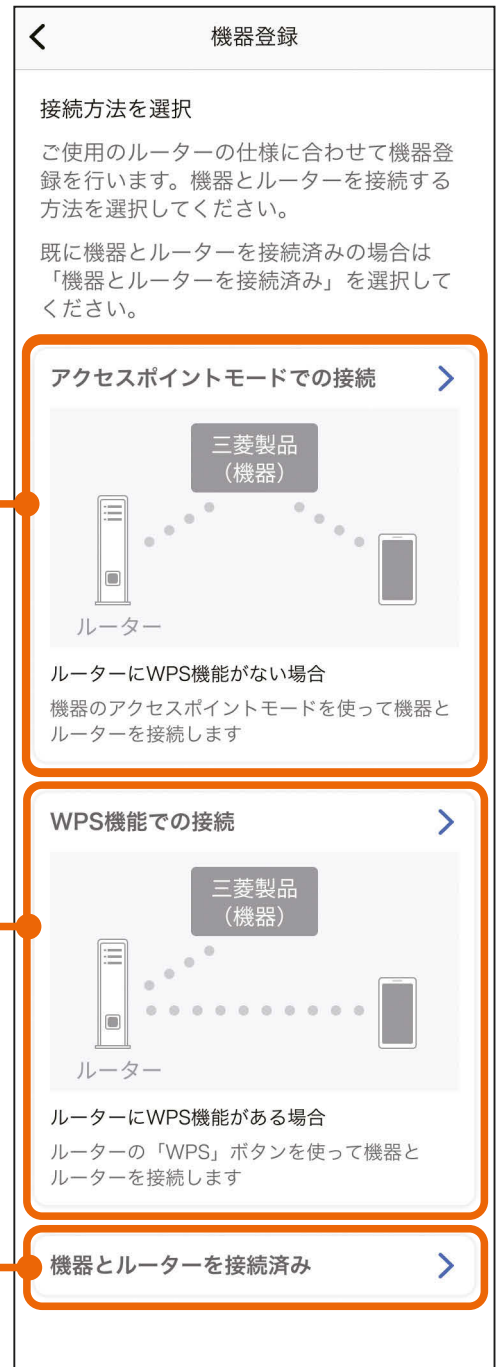 機器登録
接続方法を選択
ご使用のルーターの仕様に合わせて機器登
録を行います。機器とルーターを接続する
方法を選択してください。
既に機器とルーターを接続済みの場合は
「機器とルーターを接続済み」を選択して
ください。
アクセスポイントモードでの接続
三菱製品
（機器）
ルーター
ルーターにWPS機能がない場合
機器のアクセスポイントモードを使って機器と
ルーターを接続します
WPS機能での接続
三菱製品
（機器）
ルーター
ルーターにWPS機能がある場合
ルーターの「WPS」ボタンを使って機器と
ルーターを接続します
機器とルーターを接続済み